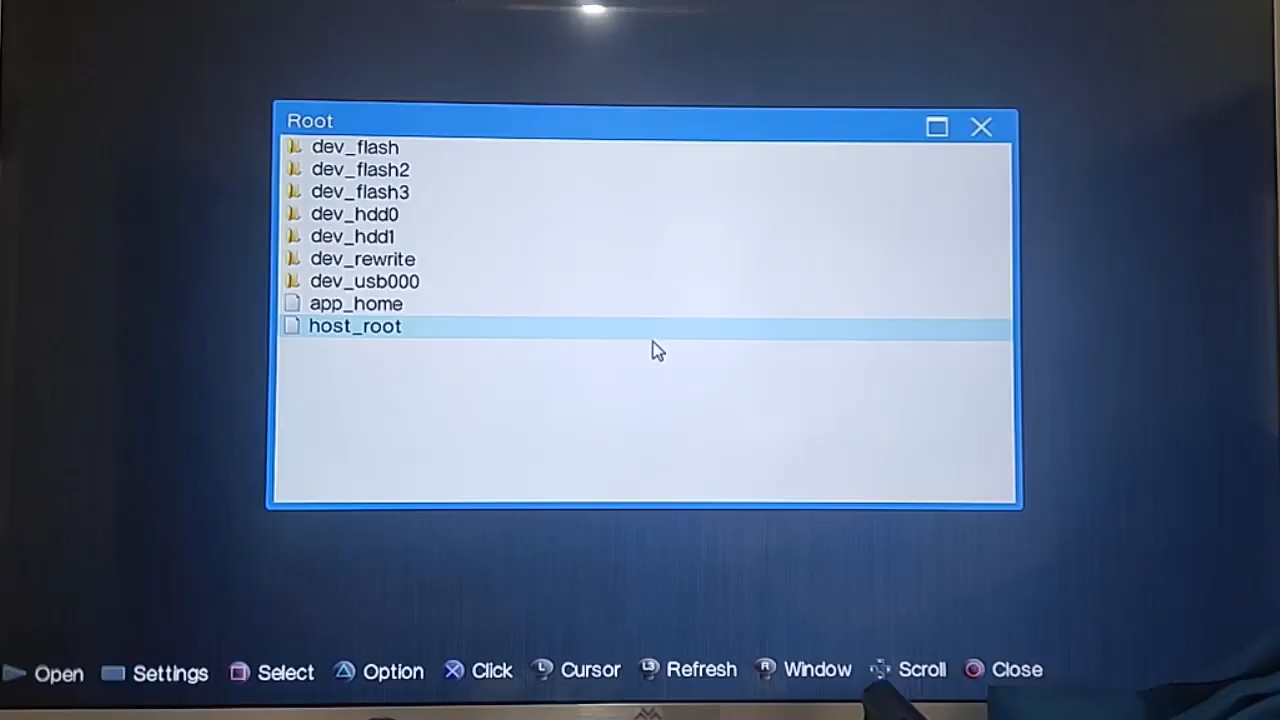 Root
dev_flash
dev_flash2
dev_flash3
dev_hdd0
dev_hdd1
dev_rewrite
dev_usb000
app_home
host_root
Open Settings Select Option Click L Cursor L3 Refresh R Window Scroll Close